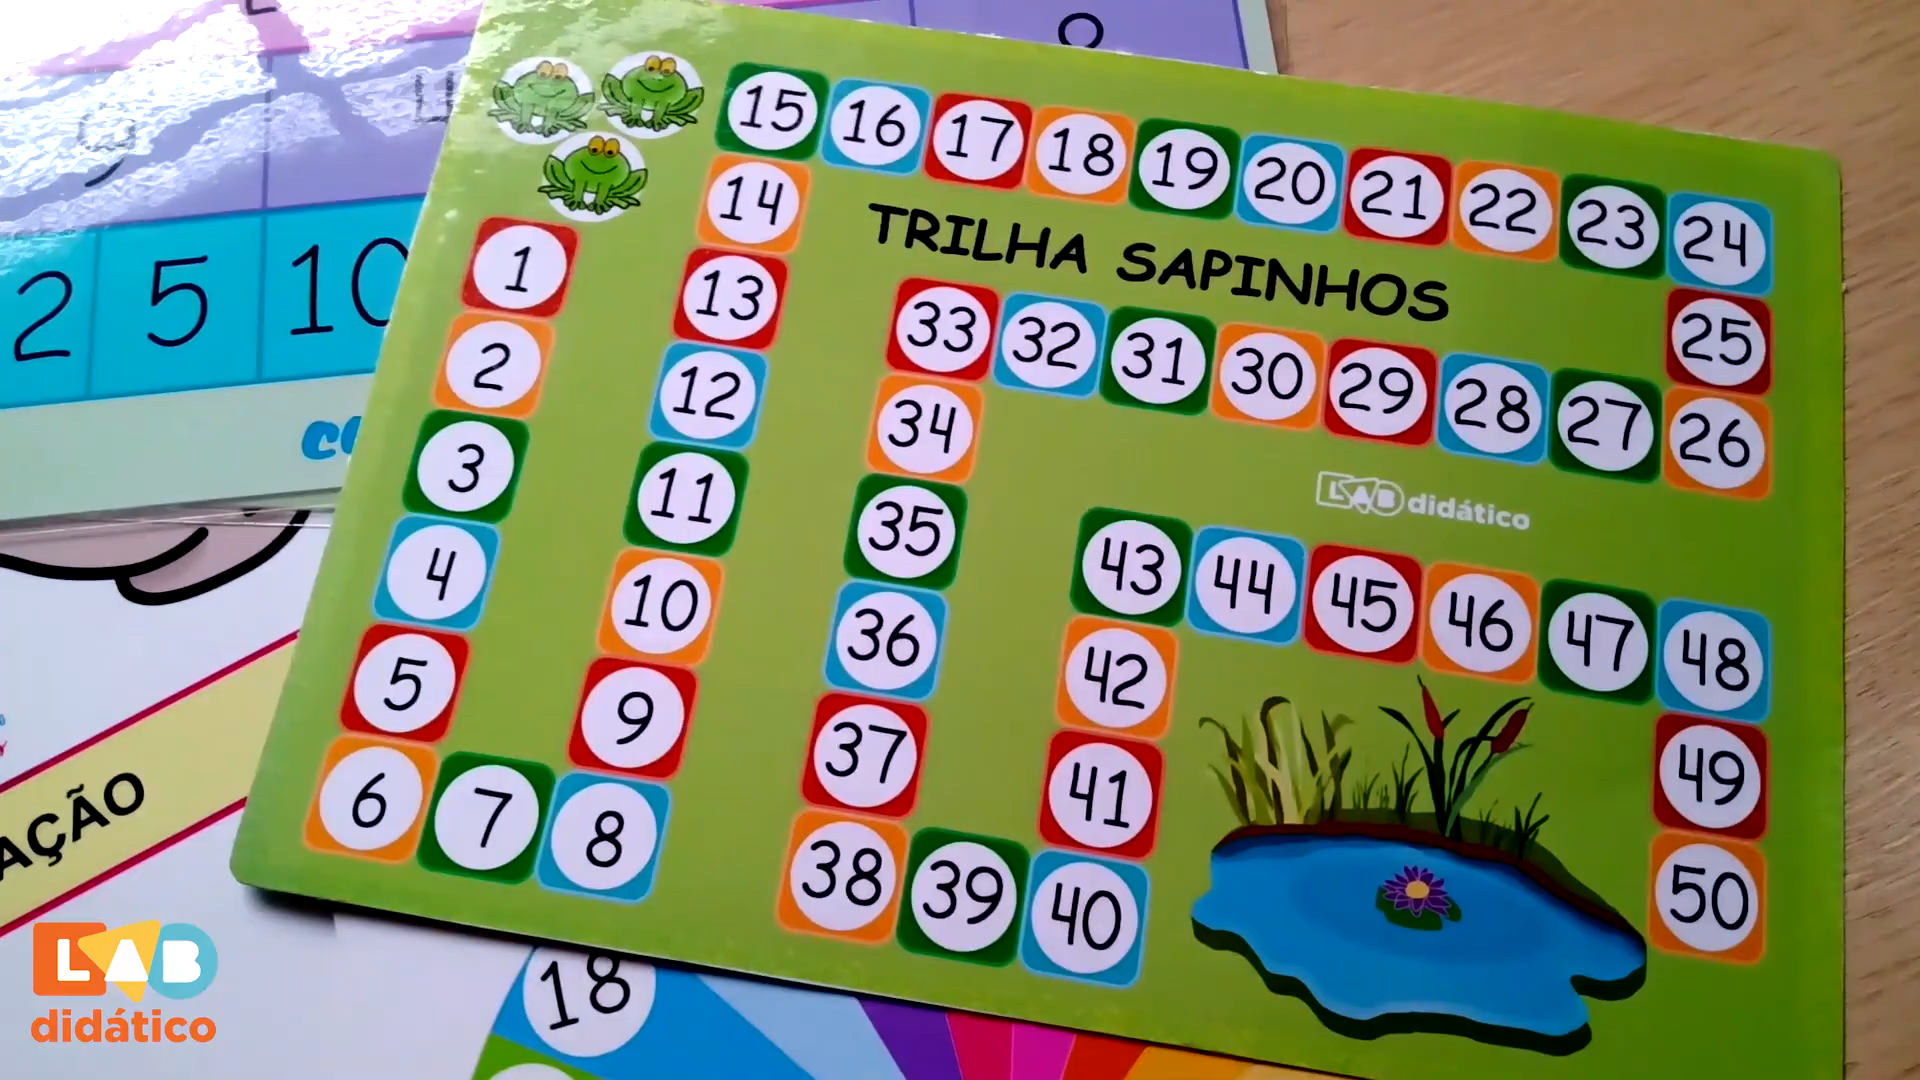 15 16 17 18 19 20 21 22 23 24
14
TRILHA SAPINHOS
1 13 25
33 32 31 30 29 28 27 26
2 12
34
3 11
LAB didático
35
43 44 45 46 47 48
4 10
36
42
5 9
37
41
49
6 7 8
38 39 40
50
2 5 10
9
AÇÃO
18
LAB
didático